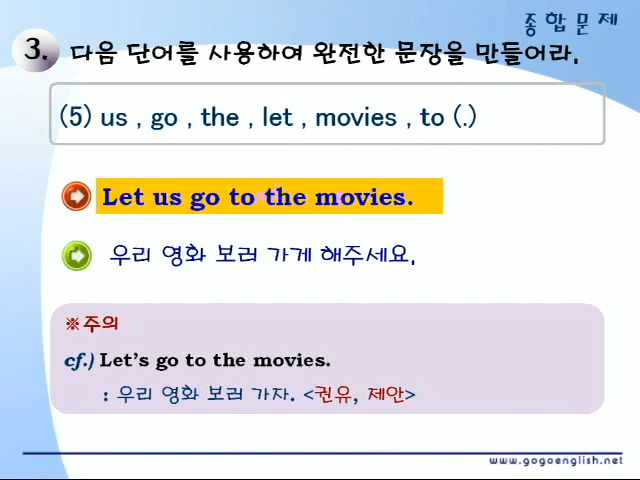 종합문제
3. 다음 단어를 사용하여 완전한 문장을 만들어라.
(5) us , go , the , let , movies , to (.)
Let us go to the movies.
우리 영화 보러 가게 해주세요.
※주의
cf.) Let's go to the movies.
: 우리 영화 보러 가자. <권유, 제안>
www.gogoenglish.net